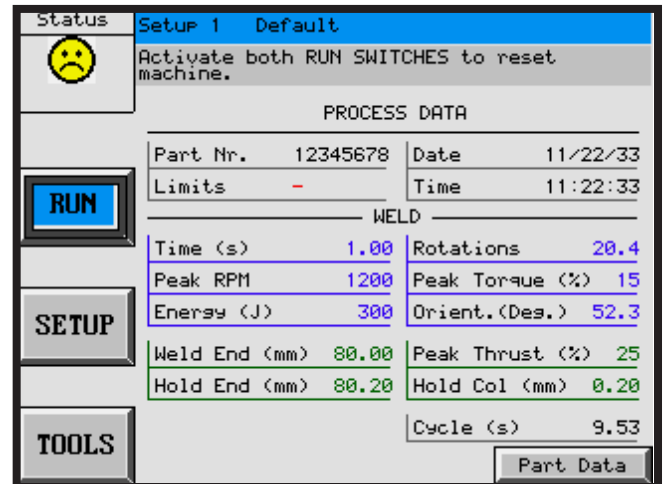 Status
Setup 1 Default
Activate both RUN SWITCHES to reset
machine.
PROCESS DATA
Part Nr. 12345678 Date 11/22/33
Limits - Time 11:22:33
RUN
WELD
Time (s) 1.00 Rotations 20.4
Peak RPM 1200 Peak Torque (%) 15
Energy (J) 300 Orient.(Deg.) 52.3
SETUP
Weld End (mm) 80.00 Peak Thrust (%) 25
Hold End (mm) 80.20 Hold Col (mm) 0.20
Cycle (s) 9.53
TOOLS
Part Data